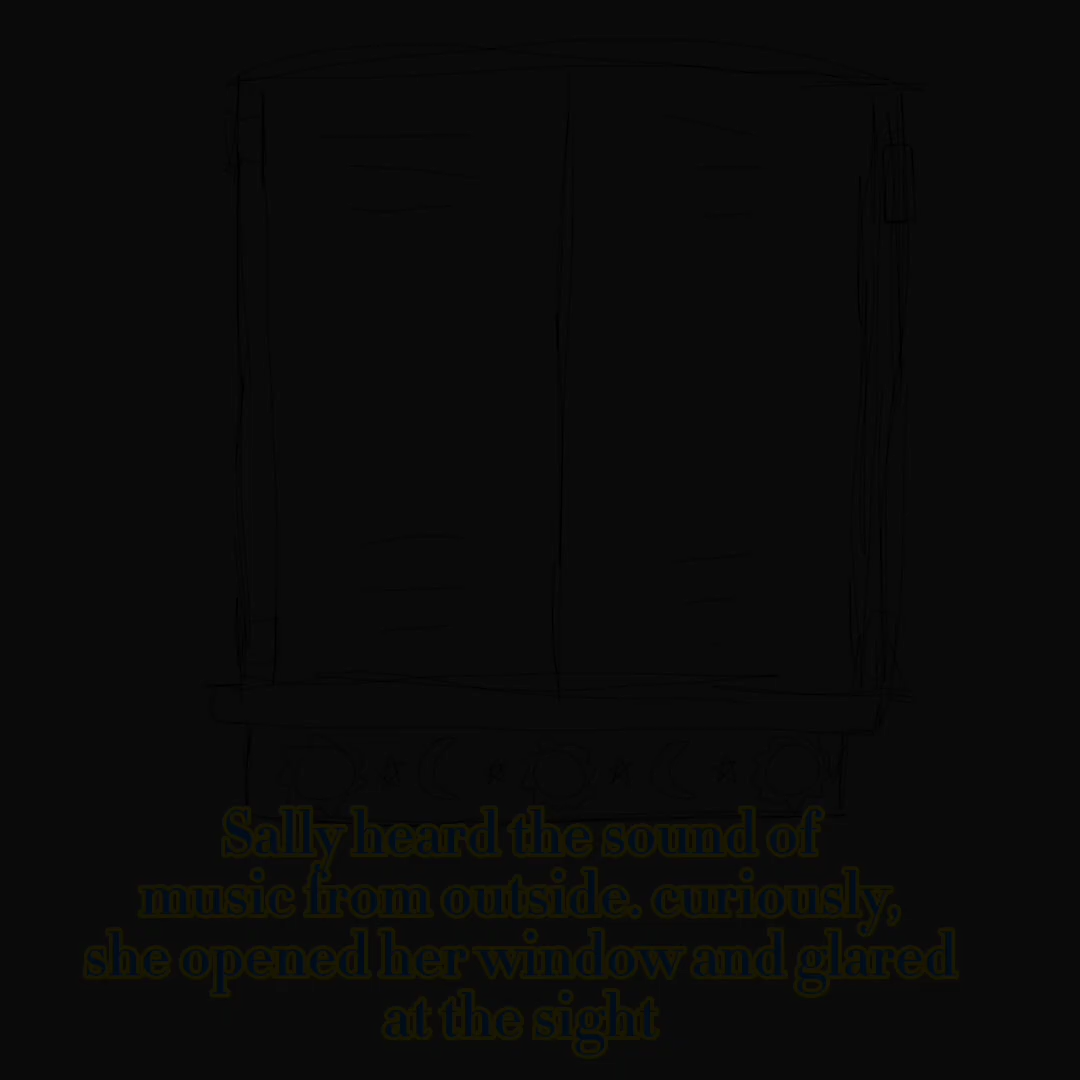 Sally heard the sound of
music from outside. curiously,
she opened her window and glared
at the sight